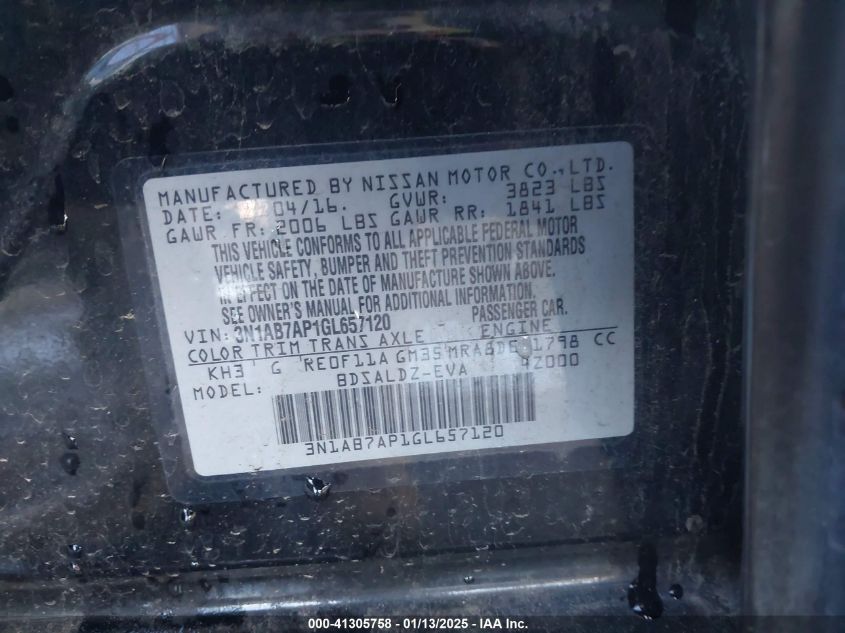 MANUFACTURED BY NISSAN MOTOR CO., LTD.
DATE: 04/16. GVWR: 3823 LBS
GAWR FR: 2006 LBS GAWR RR: 1841 LBS
THIS VEHICLE CONFORMS TO ALL APPLICABLE FEDERAL MOTOR
VEHICLE SAFETY, BUMPER AND THEFT PREVENTION STANDARDS
IN EFFECT ON THE DATE OF MANUFACTURE SHOWN ABOVE.
SEE OWNER'S MANUAL FOR ADDITIONAL INFORMATION.
VIN: 3N1AB7AP1GL657120 PASSENGER CAR.
COLOR TRIM TRANS AXLE ENGINE
KH3 G RE0F11A GM35 1798 CC
MODEL: BDSALDZ-EVA
3N1AB7AP1GL657120
000-41305758 - 01/13/2025 - IAA Inc.